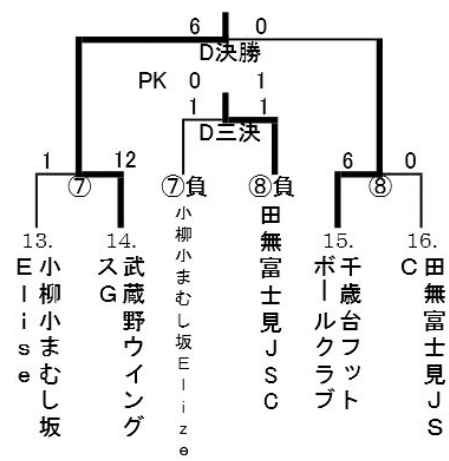 6 0
D決勝
PK 0 1
1 1
D三決
1 12 6 0
⑦ ⑦負 ⑧負 ⑧
13.
小柳小まむし坂
Elise
14.
武蔵野ウイング
スG
小柳小まむし坂Elize
田無富士見JSC
15.
千歳台フット
ボールクラブ
16.
田無富士見JS
C